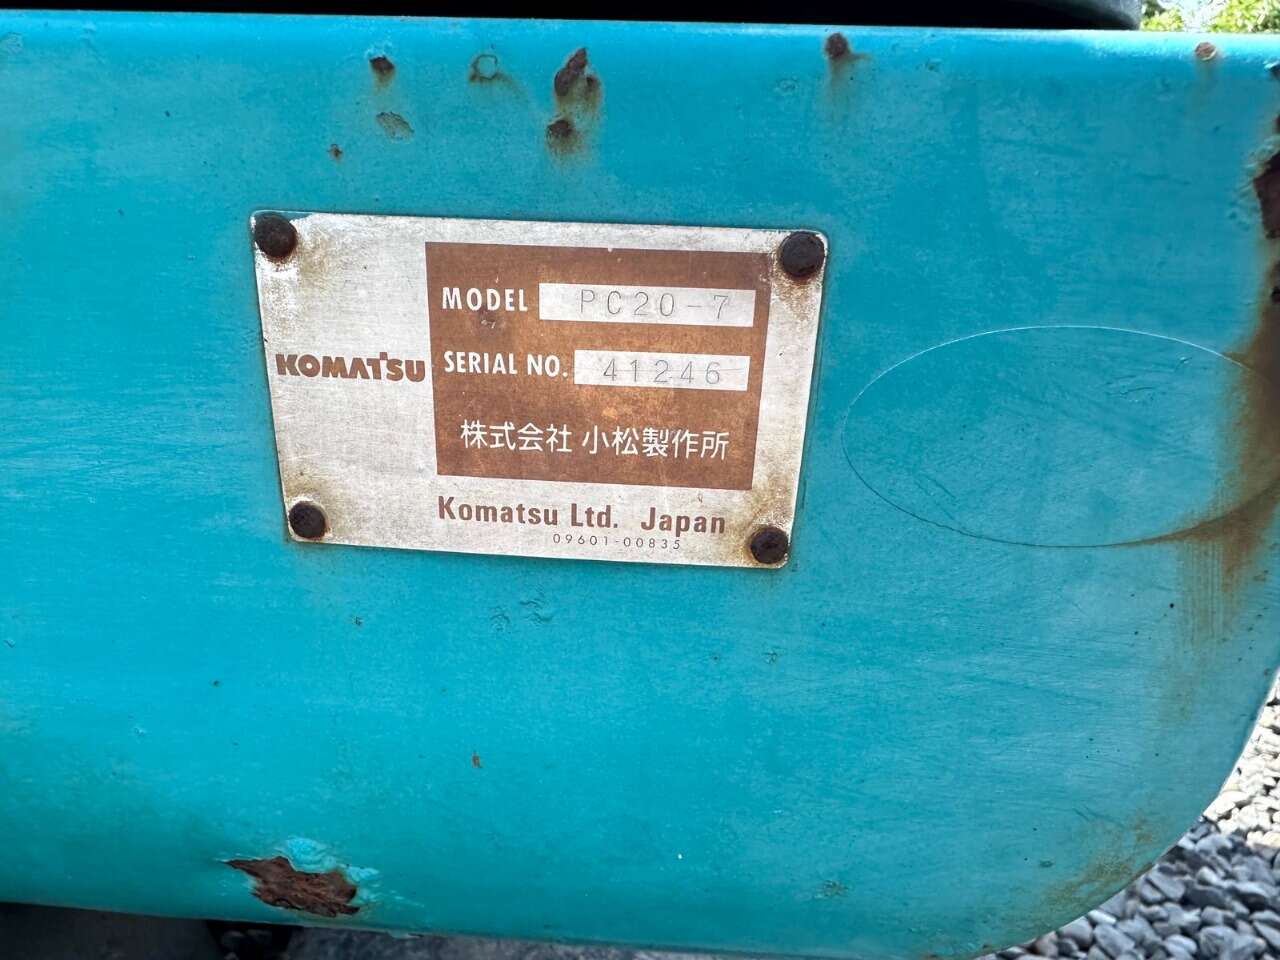 KOMATSU
MODEL PC20-7
SERIAL NO. 41246
株式会社 小松製作所
Komatsu Ltd. Japan
09601-00835